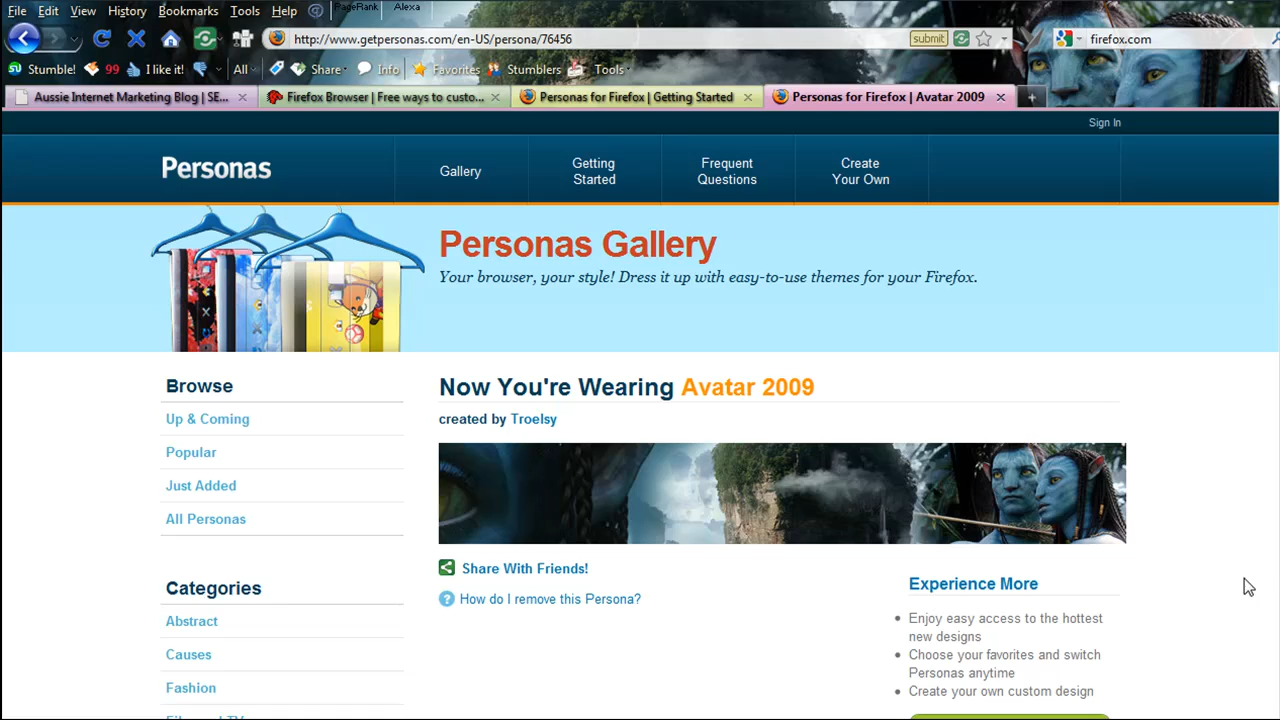 File Edit View History Bookmarks Tools Help PageRank Alexa
http://www.getpersonas.com/en-US/persona/76456 submit firefox.com
Stumble! 99 I like it! All Share Info Favorites Stumblers Tools
Aussie Internet Marketing Blog | SE... Firefox Browser | Free ways to custo... Personas for Firefox | Getting Started Personas for Firefox | Avatar 2009
Sign In
Personas Gallery Getting Started Frequent Questions Create Your Own
Personas Gallery
Your browser, your style! Dress it up with easy-to-use themes for your Firefox.
Browse
Up & Coming
Popular
Just Added
All Personas
Categories
Abstract
Causes
Fashion
Now You're Wearing Avatar 2009
created by Troelsy
Share With Friends!
How do I remove this Persona?
Experience More
Enjoy easy access to the hottest
new designs
Choose your favorites and switch
Personas anytime
Create your own custom design